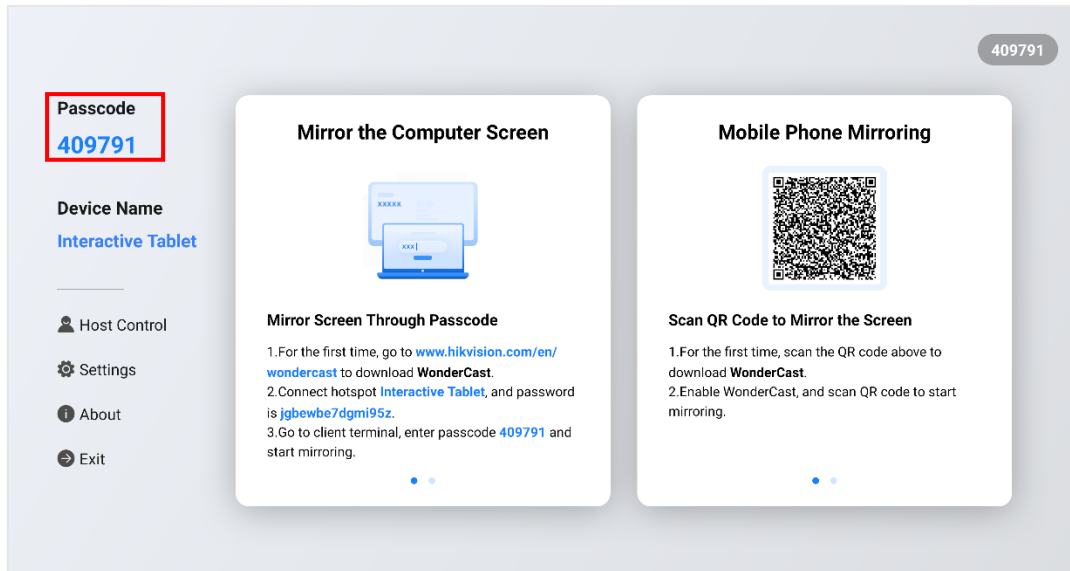 409791
Passcode
409791
Device Name
Interactive Tablet
Host Control
Settings
About
Exit
Mirror the Computer Screen
xxxxx
xxx
Mirror Screen Through Passcode
1.For the first time, go to www.hikvision.com/en/
wondercast to download WonderCast.
2.Connect hotspot Interactive Tablet, and password
is jgbewbe7dgmi95z.
3.Go to client terminal, enter passcode 409791 and
start mirroring.
Mobile Phone Mirroring
Scan QR Code to Mirror the Screen
1.For the first time, scan the QR code above to
download WonderCast.
2.Enable WonderCast, and scan QR code to start
mirroring.